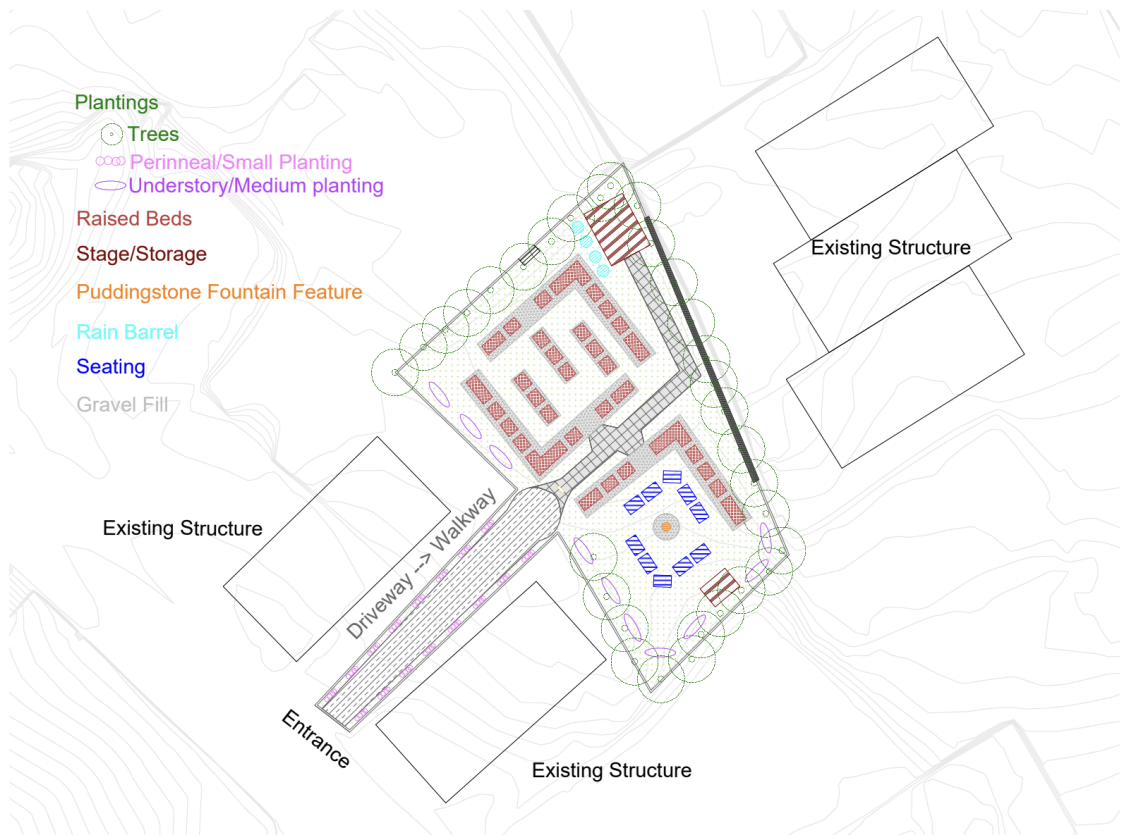 Plantings
Trees
Perinneal/Small Planting
Understory/Medium planting
Raised Beds
Stage/Storage
Puddingstone Fountain Feature
Rain Barrel
Seating
Gravel Fill
Existing Structure
Existing Structure
Driveway --> Walkway
Entrance
Existing Structure